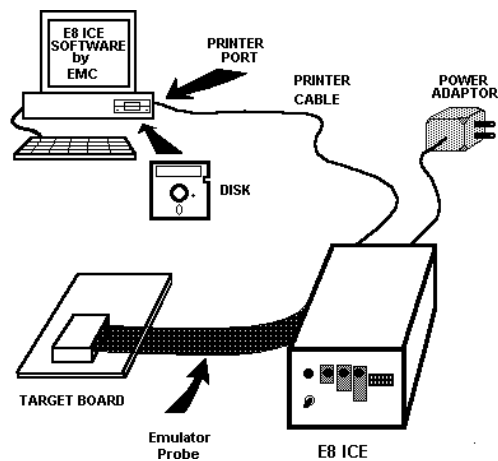 E8 ICE
SOFTWARE
by
EMC
PRINTER
PORT
PRINTER
CABLE
POWER
ADAPTOR
DISK
TARGET BOARD
Emulator
Probe
E8 ICE